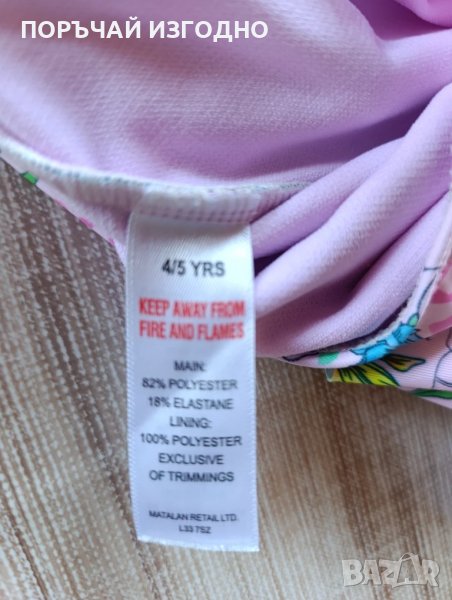 ПОРЪЧАЙ ИЗГОДНО
4/5 YRS
KEEP AWAY FROM
FIRE AND FLAMES
MAIN:
82% POLYESTER
18% ELASTANE
LINING:
100% POLYESTER
EXCLUSIVE
OF TRIMMINGS
MATALAN RETAIL LTD.
L33 7SZ
BAZAR